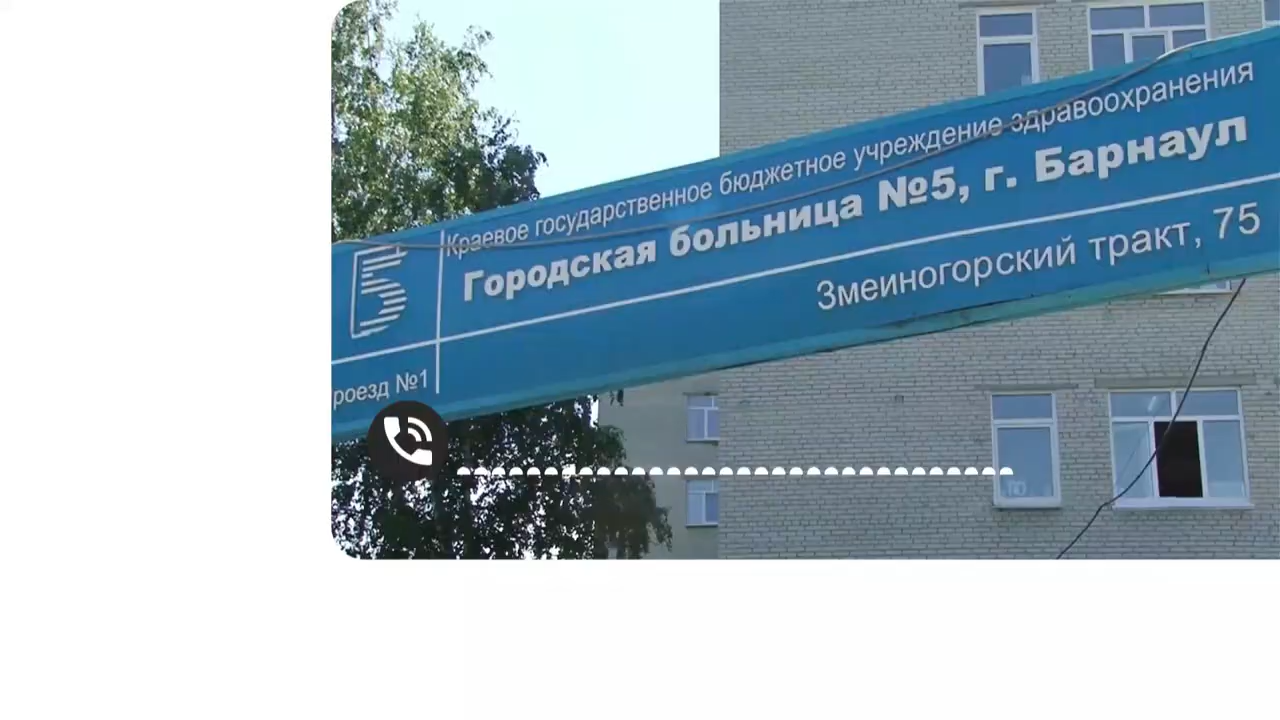 Краевое государственное бюджетное учреждение здравоохранения
Городская больница №5, г. Барнаул
Змеиногорский тракт, 75
роезд №1